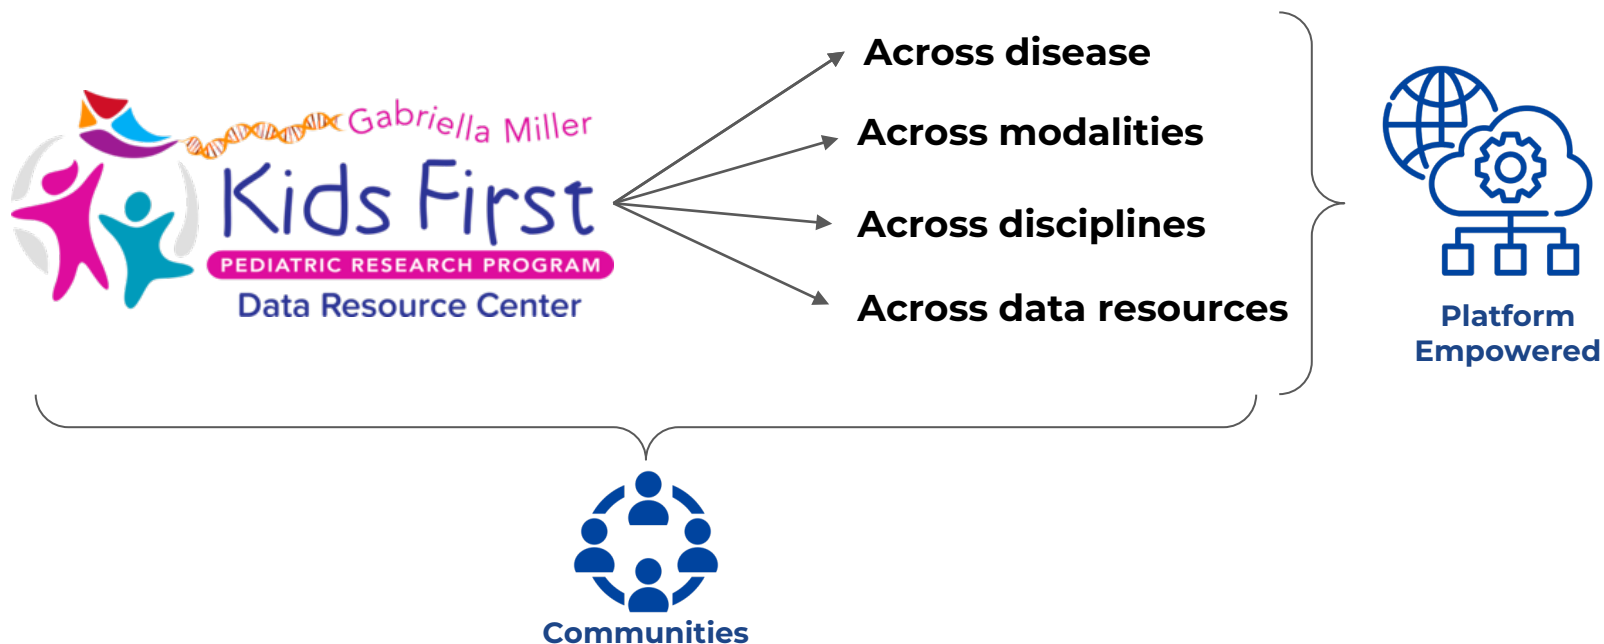 Gabriella Miller
Kids First
PEDIATRIC RESEARCH PROGRAM
Data Resource Center
Across disease
Across modalities
Across disciplines
Across data resources
Platform
Empowered
Communities